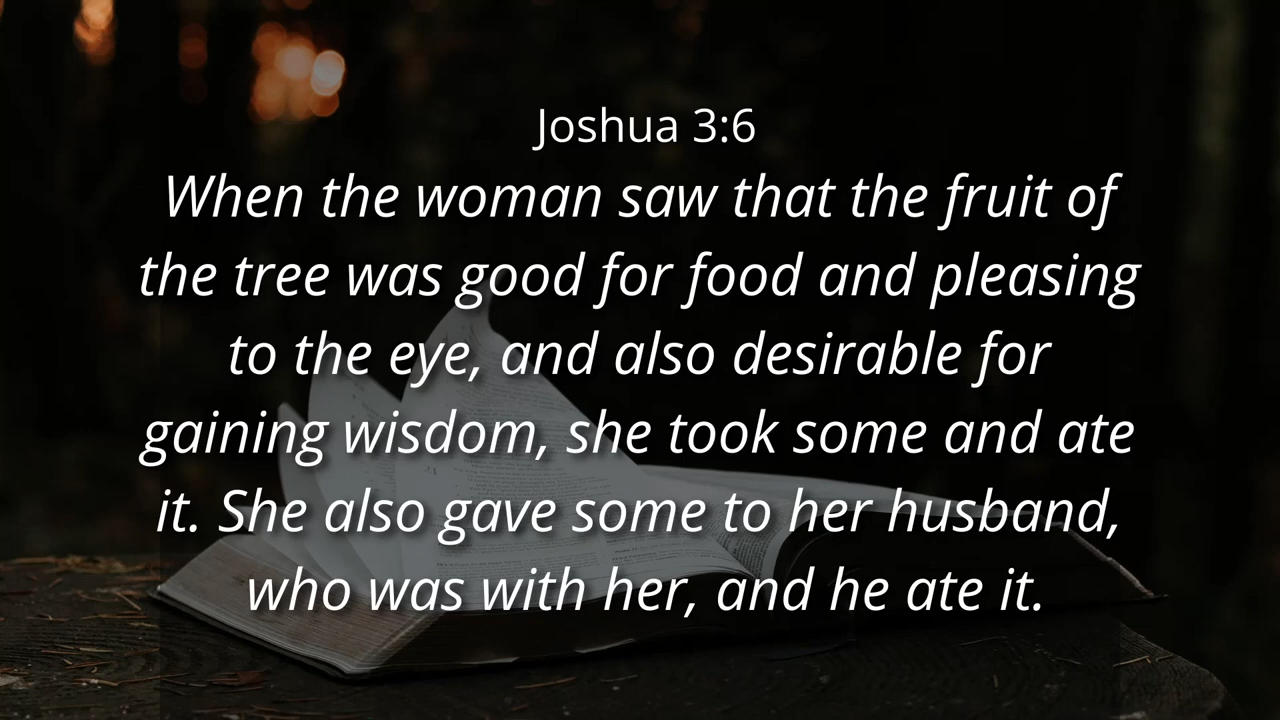 Joshua 3:6
When the woman saw that the fruit of
the tree was good for food and pleasing
to the eye, and also desirable for
gaining wisdom, she took some and ate
it. She also gave some to her husband,
who was with her, and he ate it.